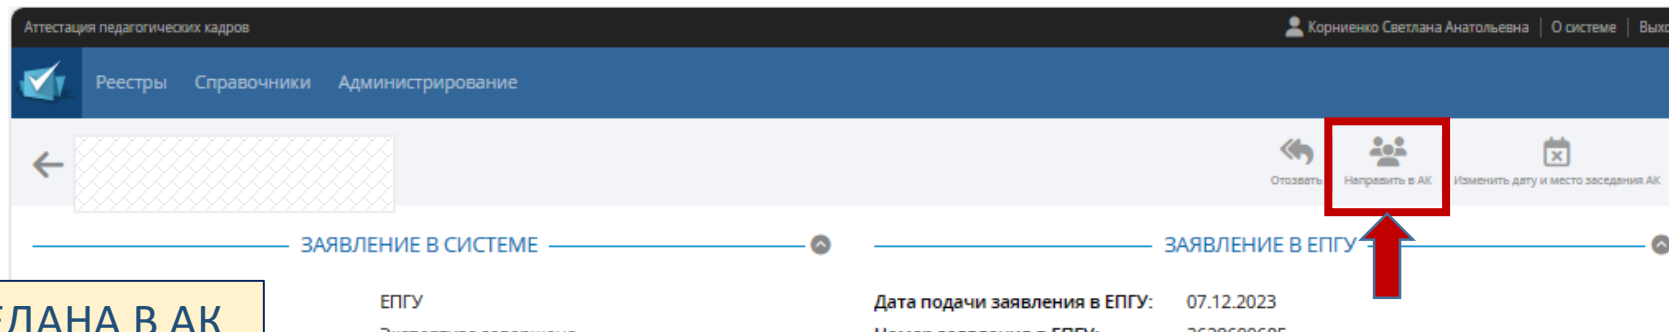 Аттестация педагогических кадров
Корниенко Светлана Анатольевна | О системе |
Реестры Справочники Администрирование
Отозвать Направить в АК Изменить дату и место заседания АК
ЗАЯВЛЕНИЕ В СИСТЕМЕ
ЗАЯВЛЕНИЕ В ЕПГУ
В АК
ЕПГУ
Дата подачи заявления в ЕПГУ: 07.12.2023